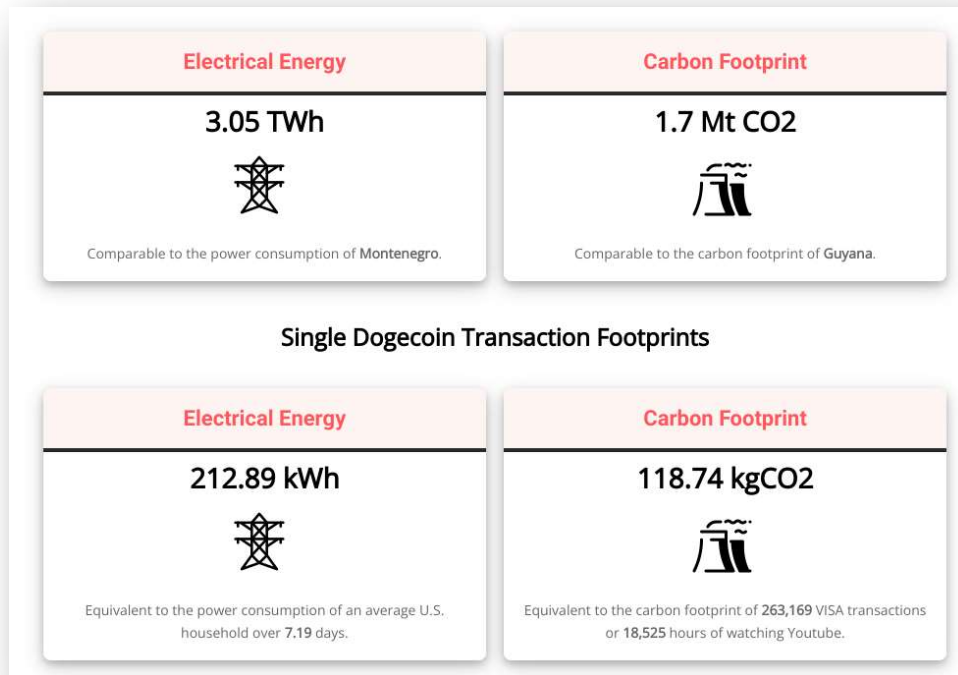 Electrical Energy
3.05 TWh
Comparable to the power consumption of Montenegro.
Carbon Footprint
1.7 Mt CO2
Comparable to the carbon footprint of Guyana.
Single Dogecoin Transaction Footprints
Electrical Energy
212.89 kWh
Equivalent to the power consumption of an average U.S.
household over 7.19 days.
Carbon Footprint
118.74 kgCO2
Equivalent to the carbon footprint of 263,169 VISA transactions
or 18,525 hours of watching Youtube.